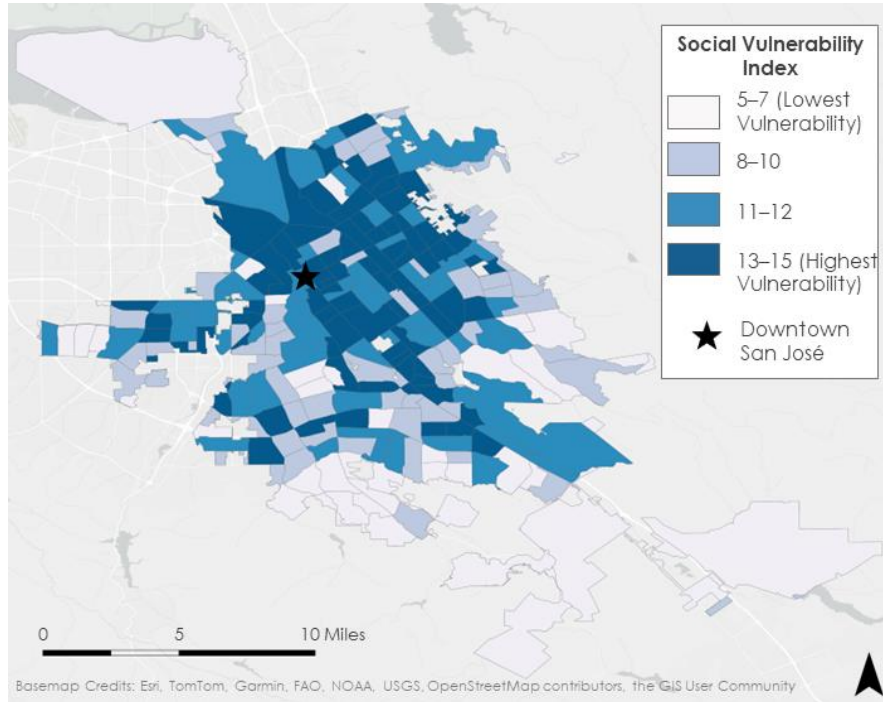 Social Vulnerability
Index
5–7 (Lowest
Vulnerability)
8–10
11–12
13–15 (Highest
Vulnerability)
Downtown
San José
0 5 10 Miles
Basemap Credits: Esri, TomTom, Garmin, FAO, NOAA, USGS, OpenStreetMap contributors, the GIS User Community